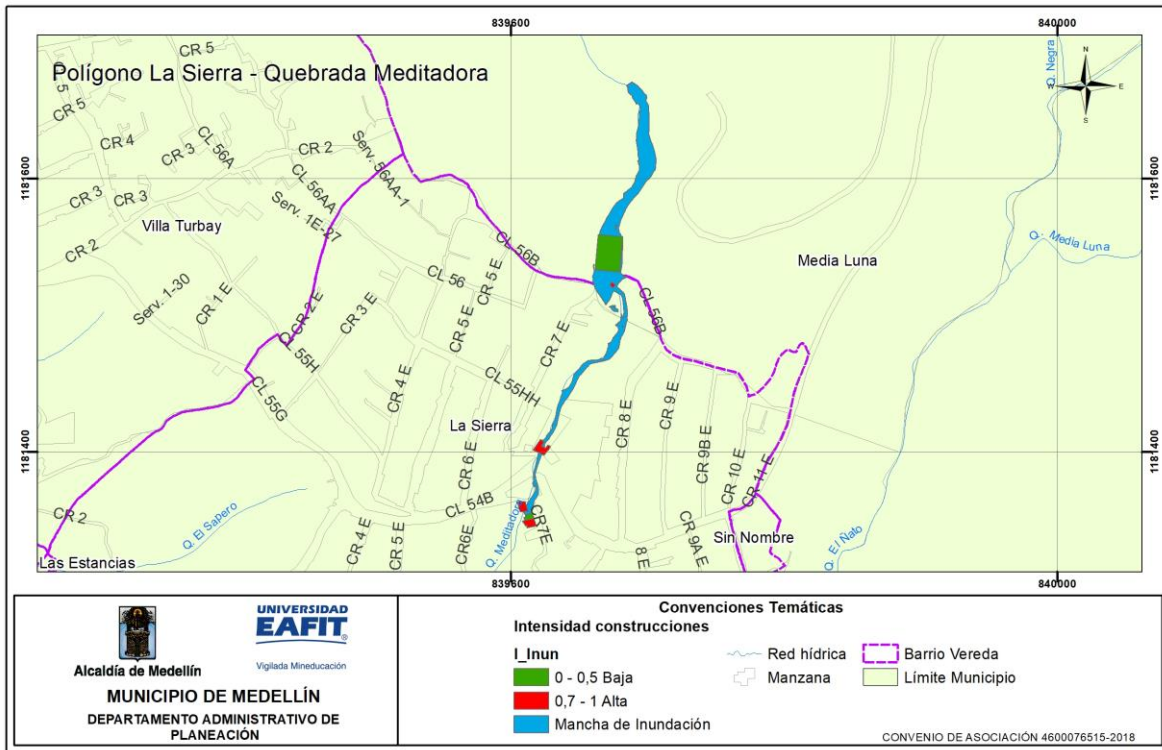 839600
840000
Polígono La Sierra - Quebrada Meditadora
CR 5
CR 5
CR 4
CR 3
CL 56A
CR 2
Serv. 56AA-1
CL 56AA
Serv. 1E-27
CR 3
CR 3
CR 2
Villa Turbay
1181600
1181600
Q. Negra
N
W
E
S
Q. Media Luna
Media Luna
CL 56B
CL 56
CR 5 E
CL 56B
Serv. 1-30
CR 1 E
CR 2 E
CR 3 E
CR 5 E
CR 7 E
CL 55H
CL 55G
CR 4 E
CL 55HH
La Sierra
CR 8 E
CR 9 E
CR 9B E
CR 10 E
CR 11 E
1181400
1181400
CR 6 E
CL 54B
CR 2
Q. El Sapero
CR 4 E
CR 5 E
CR6E
Q. Meditadora
CR7E
8 E
CR 9A E
Sin Nombre
Q. El Ñato
Las Estancias
839600
840000
Alcaldía de Medellín
UNIVERSIDAD
EAFIT
Vigilada Mineducación
MUNICIPIO DE MEDELLÍN
DEPARTAMENTO ADMINISTRATIVO DE
PLANEACIÓN
Convenciones Temáticas
Intensidad construcciones
I_Inun
0 - 0,5 Baja
0,7 - 1 Alta
Mancha de Inundación
Red hídrica
Manzana
Barrio Vereda
Límite Municipio
CONVENIO DE ASOCIACIÓN 4600076515-2018